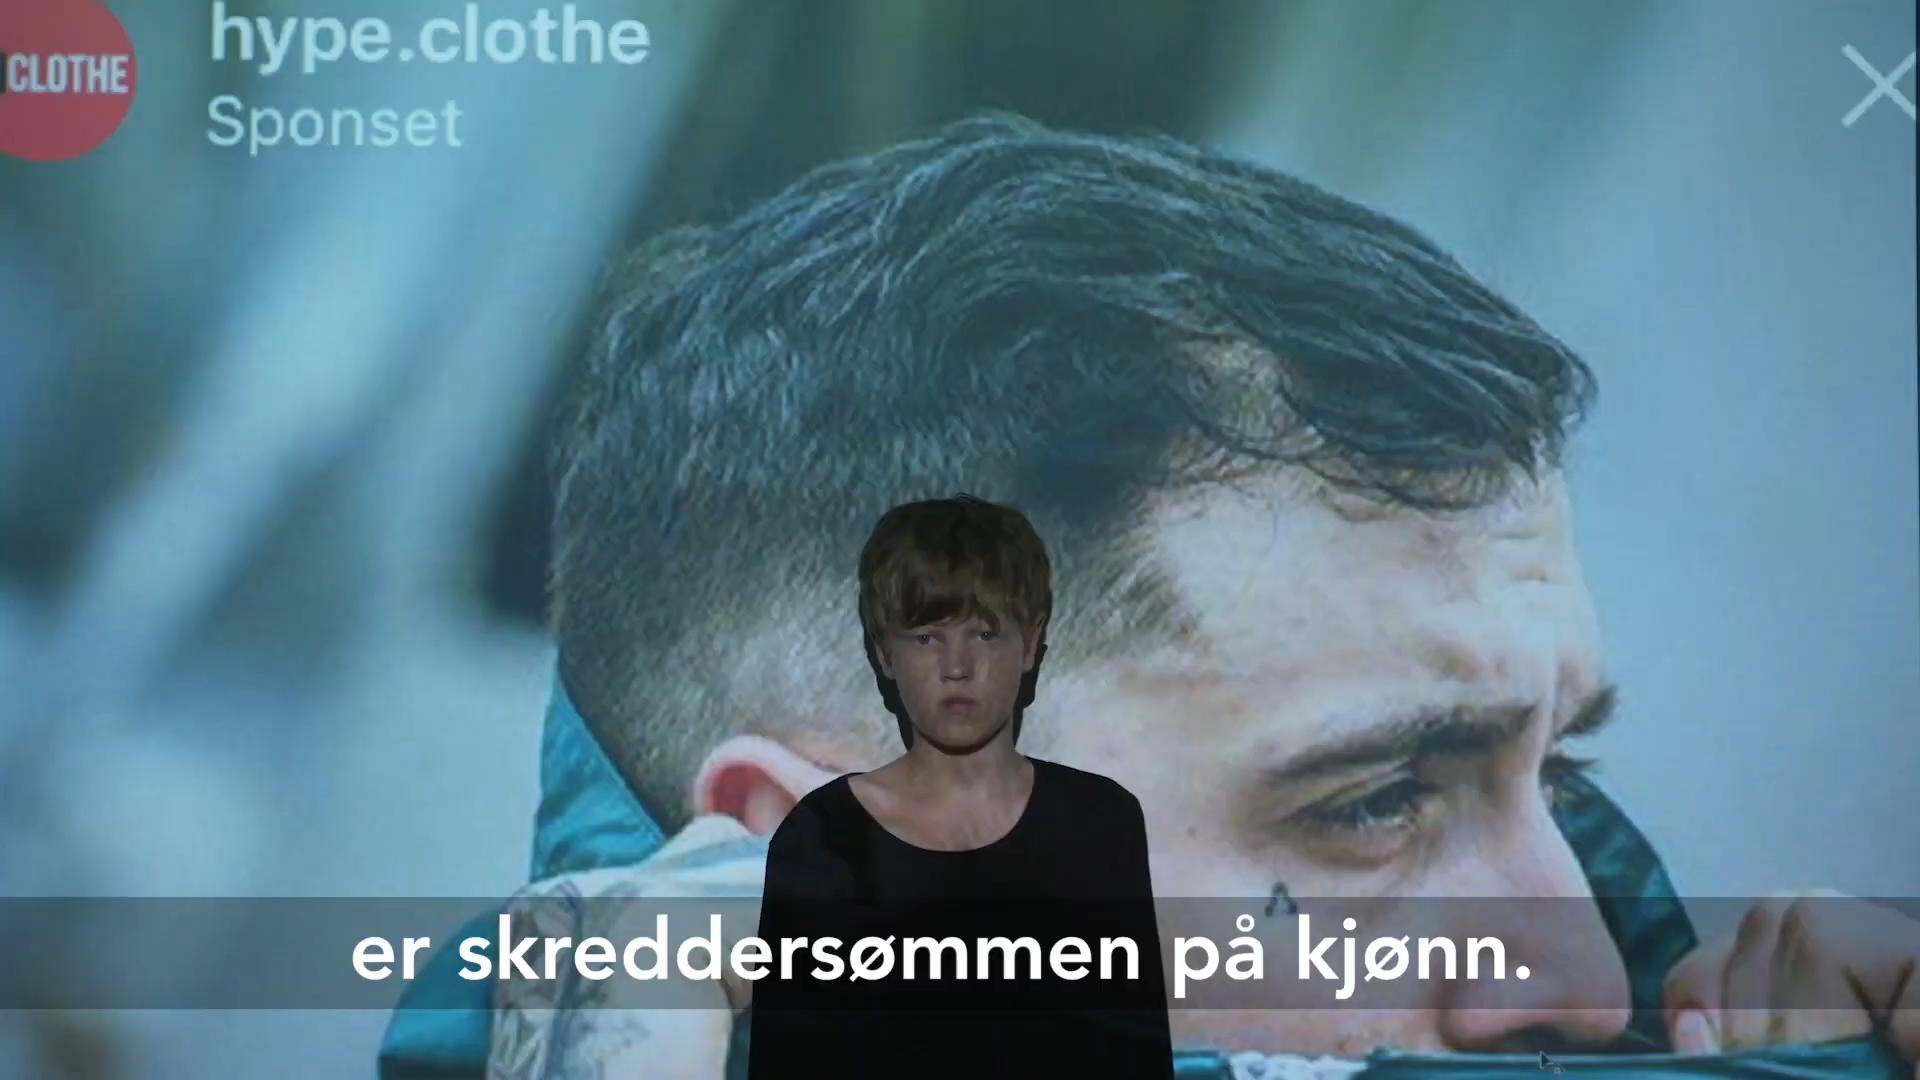 hype.clothe
CLOTHE
Sponset
er skreddersømmen på kjønn.